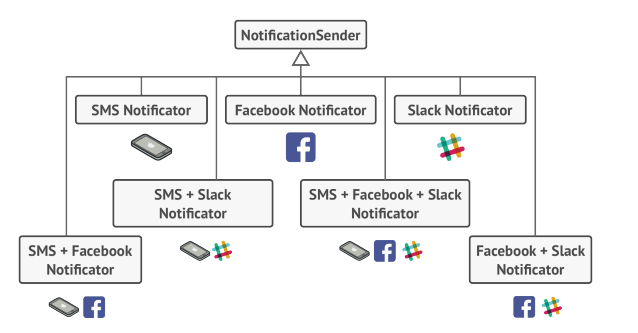 NotificationSender
SMS Notificator
Facebook Notificator
Slack Notificator
SMS + Slack
Notificator
SMS + Facebook + Slack
Notificator
SMS + Facebook
Notificator
Facebook + Slack
Notificator